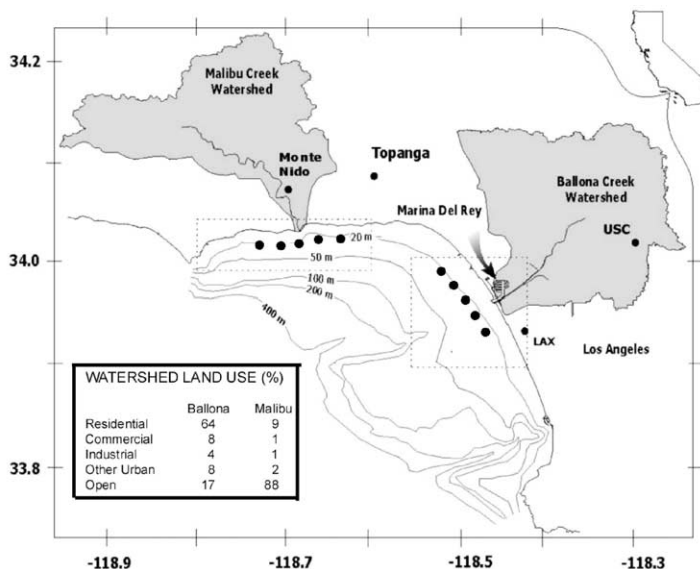 34.2
Malibu Creek
Watershed
Monte
Nido
Topanga
Ballona Creek
Watershed
Marina Del Rey
USC
34.0
20 m
50 m
100 m
200 m
400 m
LAX
Los Angeles
WATERSHED LAND USE (%)
Ballona Malibu
Residential 64 9
Commercial 8 1
Industrial 4 1
Other Urban 8 2
Open 17 88
33.8
-118.9 -118.7 -118.5 -118.3